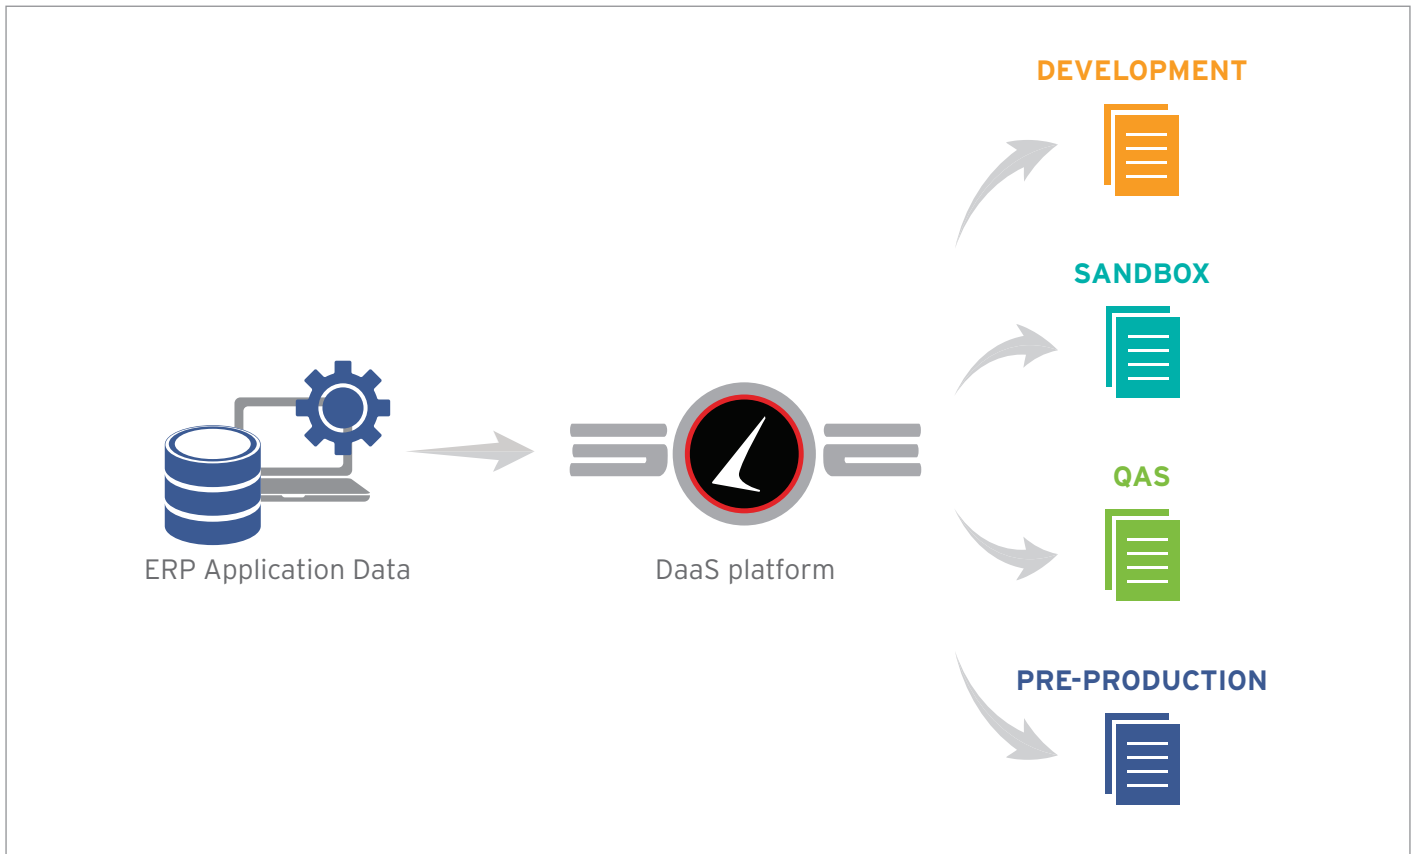 DEVELOPMENT
SANDBOX
QAS
PRE-PRODUCTION
ERP Application Data
DaaS platform